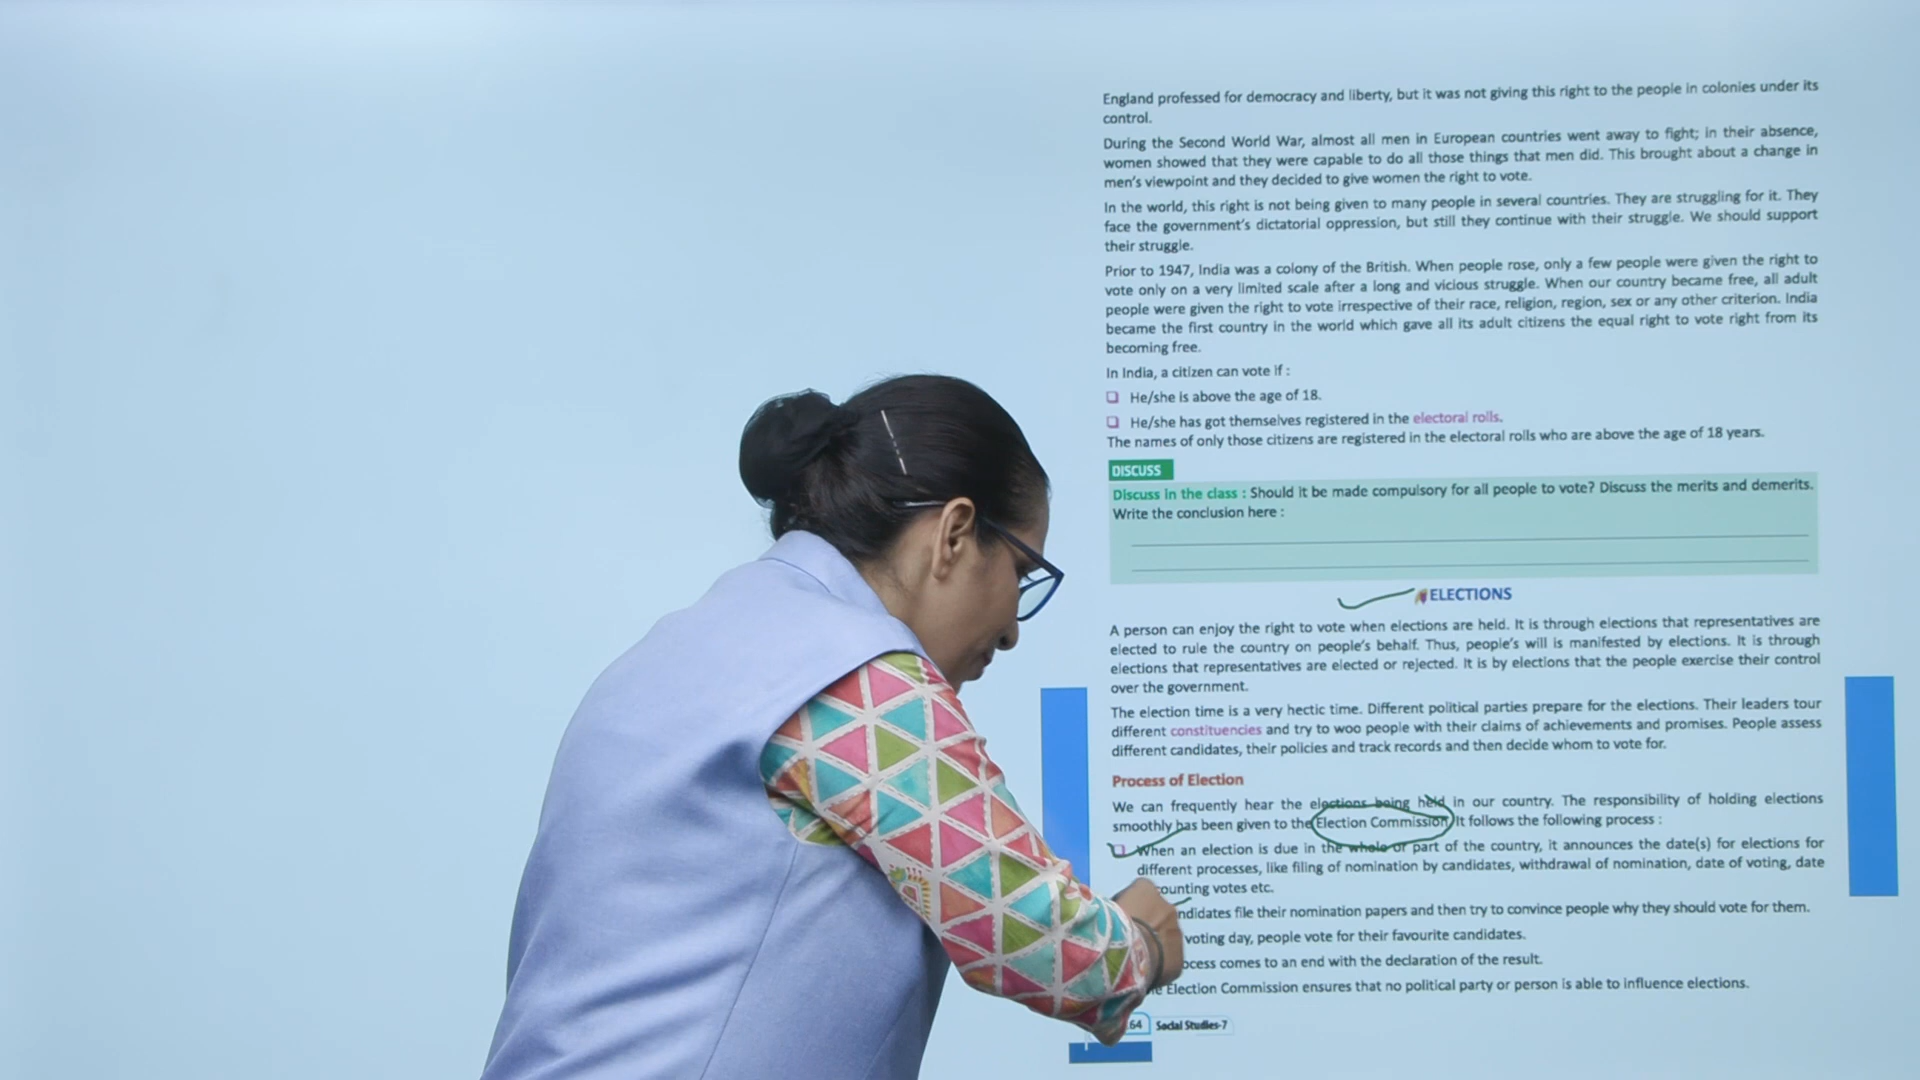 England professed for democracy and liberty, but it was not giving this right to the people in colonies under its
control.
During the Second World War, almost all men in European countries went away to fight; in their absence,
women showed that they were capable to do all those things that men did. This brought about a change in
men's viewpoint and they decided to give women the right to vote.
In the world, this right is not being given to many people in several countries. They are struggling for it. They
face the government's dictatorial oppression, but still they continue with their struggle. We should support
their struggle.
Prior to 1947, India was a colony of the British. When people rose, only a few people were given the right to
vote only on a very limited scale after a long and vicious struggle. When our country became free, all adult
people were given the right to vote irrespective of their race, religion, region, sex or any other criterion. India
became the first country in the world which gave all its adult citizens the equal right to vote right from its
becoming free.
In India, a citizen can vote if :
❑ He/she is above the age of 18.
❑ He/she has got themselves registered in the electoral rolls.
The names of only those citizens are registered in the electoral rolls who are above the age of 18 years.
DISCUSS
Discuss in the class : Should it be made compulsory for all people to vote? Discuss the merits and demerits.
Write the conclusion here :
ELECTIONS
A person can enjoy the right to vote when elections are held. It is through elections that representatives are
elected to rule the country on people's behalf. Thus, people's will is manifested by elections. It is through
elections that representatives are elected or rejected. It is by elections that the people exercise their control
over the government.
The election time is a very hectic time. Different political parties prepare for the elections. Their leaders tour
different constituencies and try to woo people with their claims of achievements and promises. People assess
different candidates, their policies and track records and then decide whom to vote for.
Process of Election
We can frequently hear the elections being held in our country. The responsibility of holding elections
smoothly has been given to the Election Commission. It follows the following process :
❑ When an election is due in the whole or part of the country, it announces the date(s) for elections for
different processes, like filing of nomination by candidates, withdrawal of nomination, date of voting, date
counting votes etc.
ndidates file their nomination papers and then try to convince people why they should vote for them.
voting day, people vote for their favourite candidates.
ocess comes to an end with the declaration of the result.
Election Commission ensures that no political party or person is able to influence elections.
64 Social Studies-7